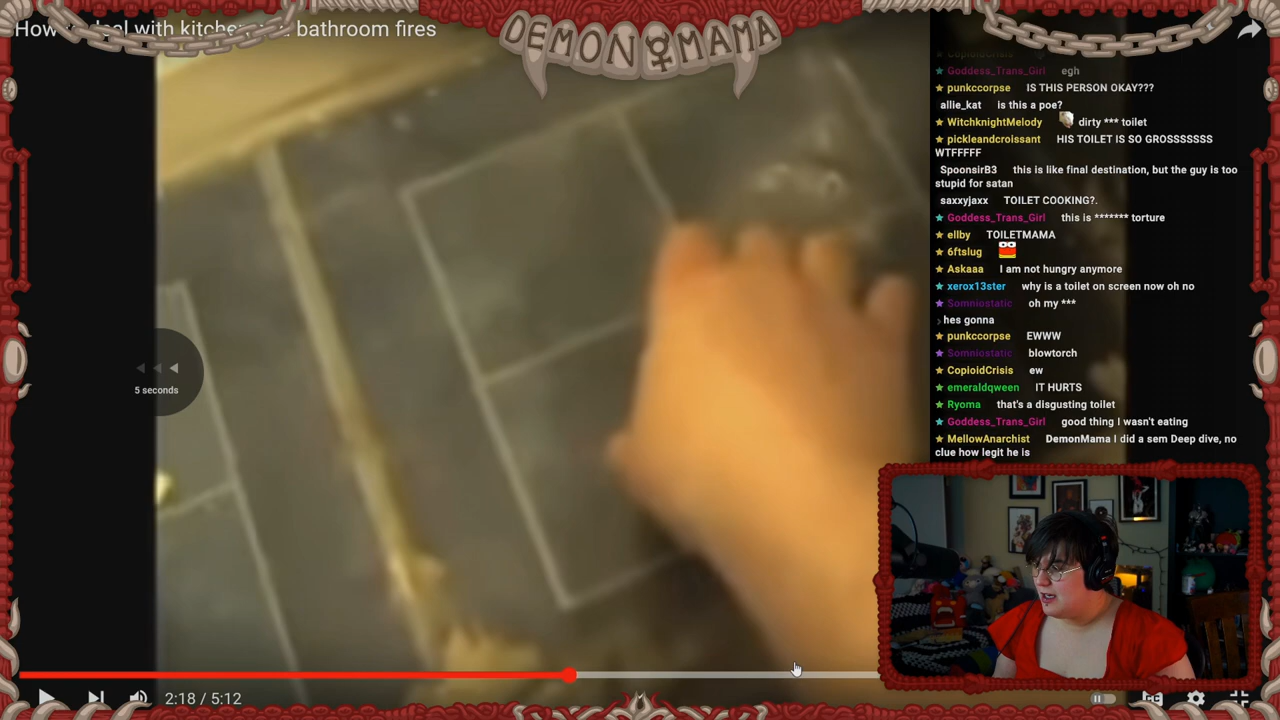 How deal with kitchen bathroom fires
DEMON MAMA
CopioidCrisis
Goddess_Trans_Girl egh
punkccorpse IS THIS PERSON OKAY???
allie_kat is this a poe?
WitchknightMelody dirty *** toilet
pickleandcroissant HIS TOILET IS SO GROSSSSSSS
WTFFFFF
SpoonsirB3 this is like final destination, but the guy is too
stupid for satan
saxxyjaxx TOILET COOKING?.
Goddess_Trans_Girl this is ******* torture
ellby TOILETMAMA
6ftslug
Askaaa I am not hungry anymore
xerox13ster why is a toilet on screen now oh no
Somniostatic oh my ***
hes gonna
punkccorpse EWWW
Somniostatic blowtorch
CopioidCrisis ew
emeraldqween IT HURTS
Ryoma that's a disgusting toilet
Goddess_Trans_Girl good thing I wasn't eating
MellowAnarchist DemonMama I did a sem Deep dive, no
clue how legit he is
5 seconds
2:18 / 5:12
CC